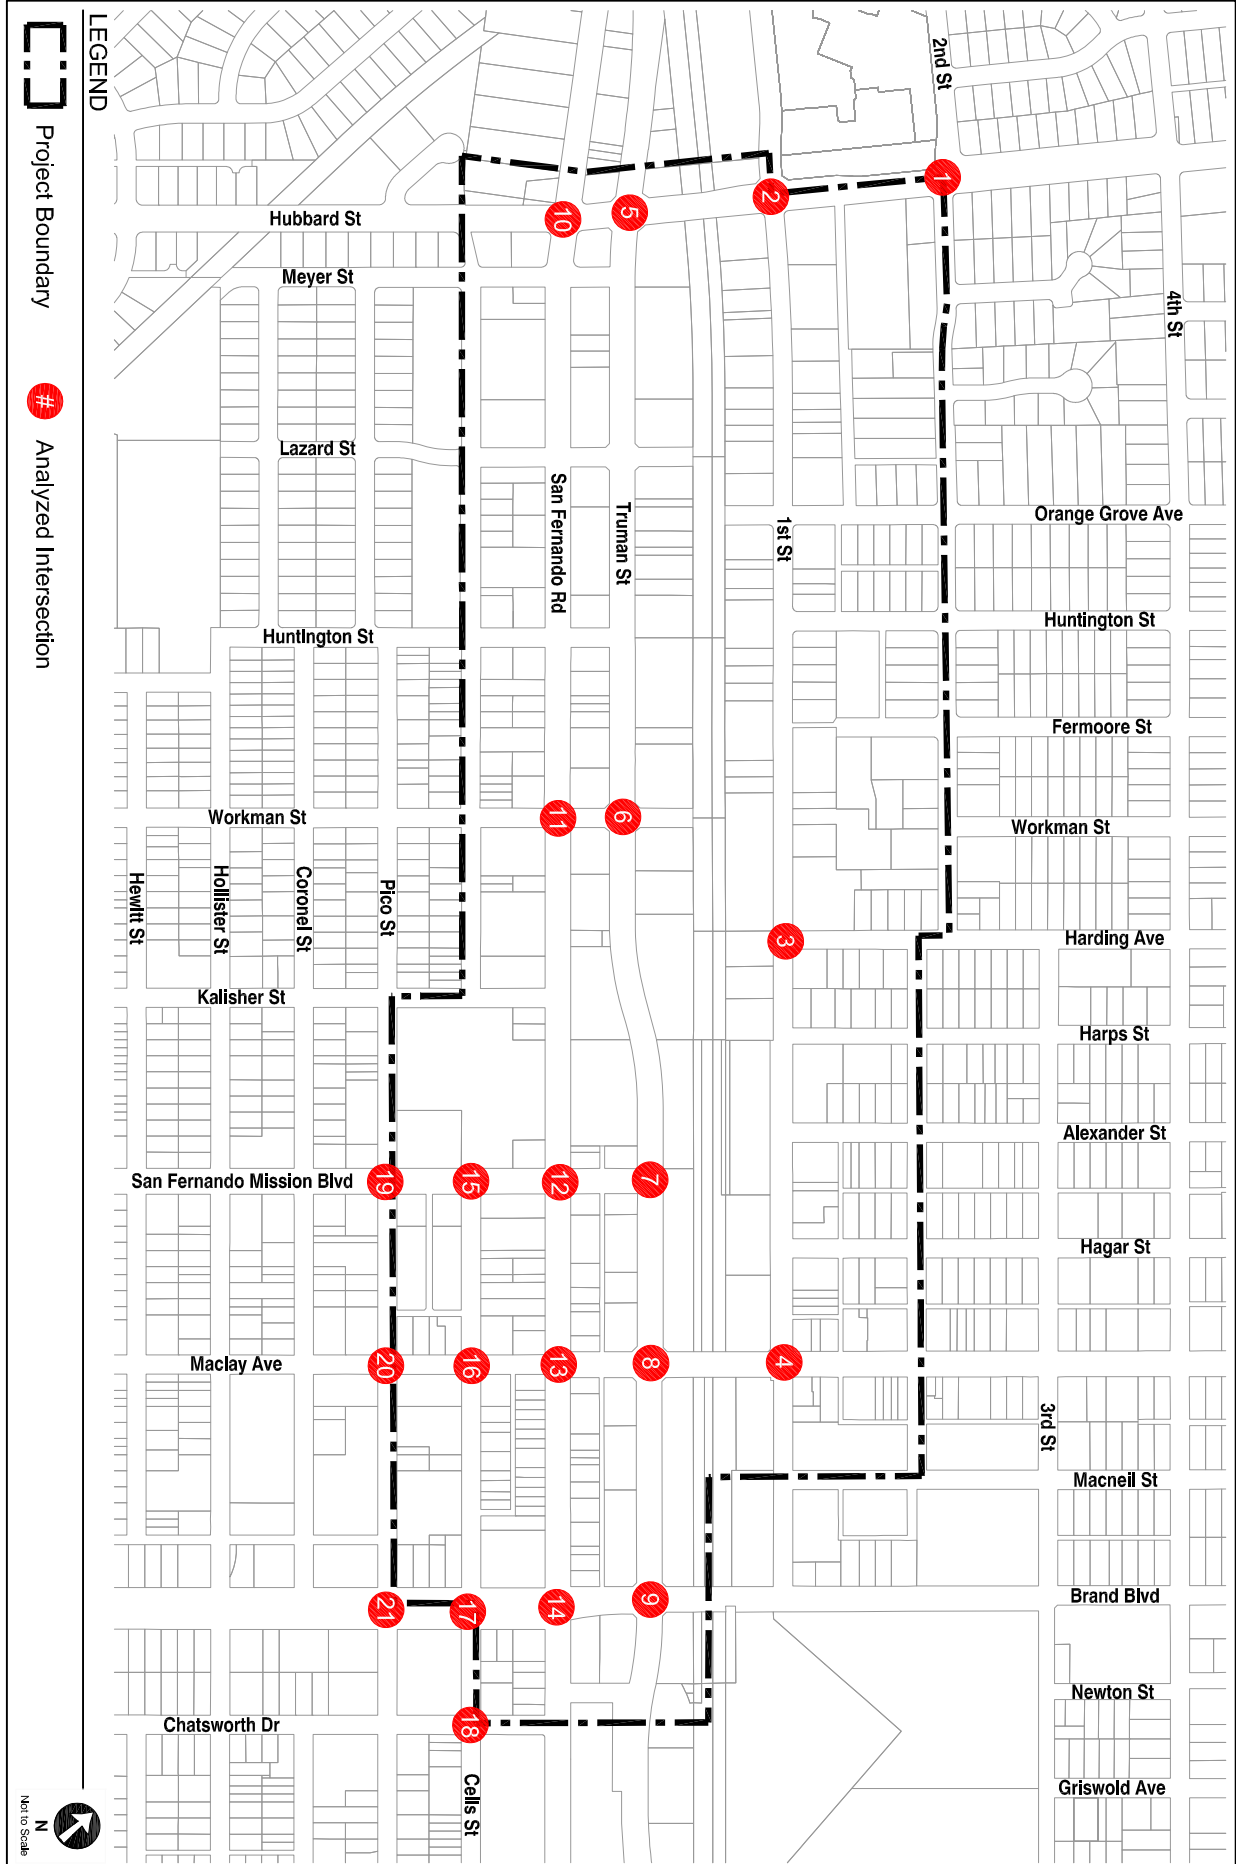 2nd St
4th St
Hubbard St
Meyer St
Lazard St
Orange Grove Ave
San Fernando Rd
Truman St
1st St
Huntington St
Huntington St
Fermoore St
Workman St
Workman St
Hewitt St
Hollister St
Coronel St
Pico St
Harding Ave
Kalisher St
Harps St
Alexander St
San Fernando Mission Blvd
Hagar St
Maclay Ave
3rd St
Macneil St
Brand Blvd
Newton St
Chatsworth Dr
Celis St
Griswold Ave
1
2
3
4
5
6
7
8
9
10
11
12
13
14
15
16
17
18
19
20
21
LEGEND
Project Boundary
# Analyzed Intersection
N
Not to Scale